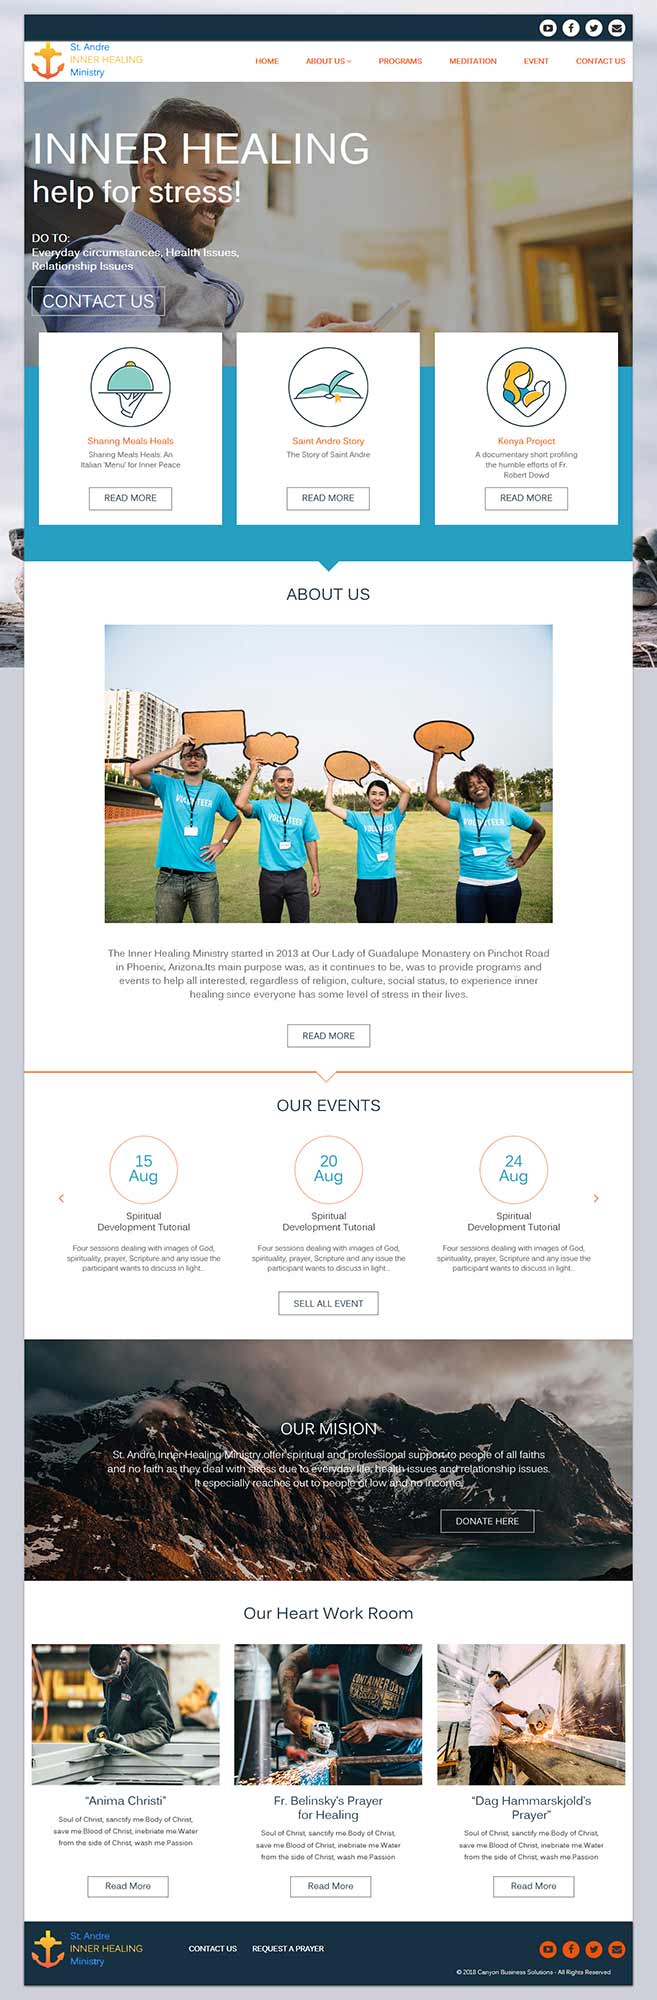 St. Andre
INNER HEALING
Ministry
HOME ABOUT US PROGRAMS MEDITATION EVENT CONTACT US
INNER HEALING
help for stress!
DO TO:
Everyday circumstances, Health Issues,
Relationship Issues
CONTACT US
Sharing Meals Heals
Sharing Meals Heals: An
Italian 'Menu' for Inner Peace
READ MORE
Saint Andre Story
The Story of Saint Andre
READ MORE
Kenya Project
A documentary short profiling
the humble efforts of Fr.
Robert Dowd
READ MORE
ABOUT US
VOLUNTEER
VOLUNTEER
VOLUNTEER
VOLUNTEER
The Inner Healing Ministry started in 2013 at Our Lady of Guadalupe Monastery on Pinchot Road
in Phoenix, Arizona.Its main purpose was, as it continues to be, was to provide programs and
events to help all interested, regardless of religion, culture, social status, to experience inner
healing since everyone has some level of stress in their lives.
READ MORE
OUR EVENTS
15
Aug
Spiritual
Development Tutorial
Four sessions dealing with images of God,
spirituality, prayer, Scripture and any issue the
participant wants to discuss in light...
20
Aug
Spiritual
Development Tutorial
Four sessions dealing with images of God,
spirituality, prayer, Scripture and any issue the
participant wants to discuss in light...
24
Aug
Spiritual
Development Tutorial
Four sessions dealing with images of God,
spirituality, prayer, Scripture and any issue the
participant wants to discuss in light...
SELL ALL EVENT
OUR MISION
St. Andre Inner Healing Ministry offer spiritual and professional support to people of all faiths
and no faith as they deal with stress due to everyday life, health issues and relationship issues.
It especially reaches out to people of low and no income.
DONATE HERE
Our Heart Work Room
CONTAINER DAYS
“Anima Christi”
Soul of Christ, sanctify me.Body of Christ,
save me.Blood of Christ, inebriate me.Water
from the side of Christ, wash me.Passion
Read More
Fr. Belinsky's Prayer
for Healing
Soul of Christ, sanctify me.Body of Christ,
save me.Blood of Christ, inebriate me.Water
from the side of Christ, wash me.Passion
Read More
“Dag Hammarskjold's
Prayer”
Soul of Christ, sanctify me.Body of Christ,
save me.Blood of Christ, inebriate me.Water
from the side of Christ, wash me.Passion
Read More
St. Andre
INNER HEALING
Ministry
CONTACT US REQUEST A PRAYER
© 2018 Canyon Business Solutions - All Rights Reserved